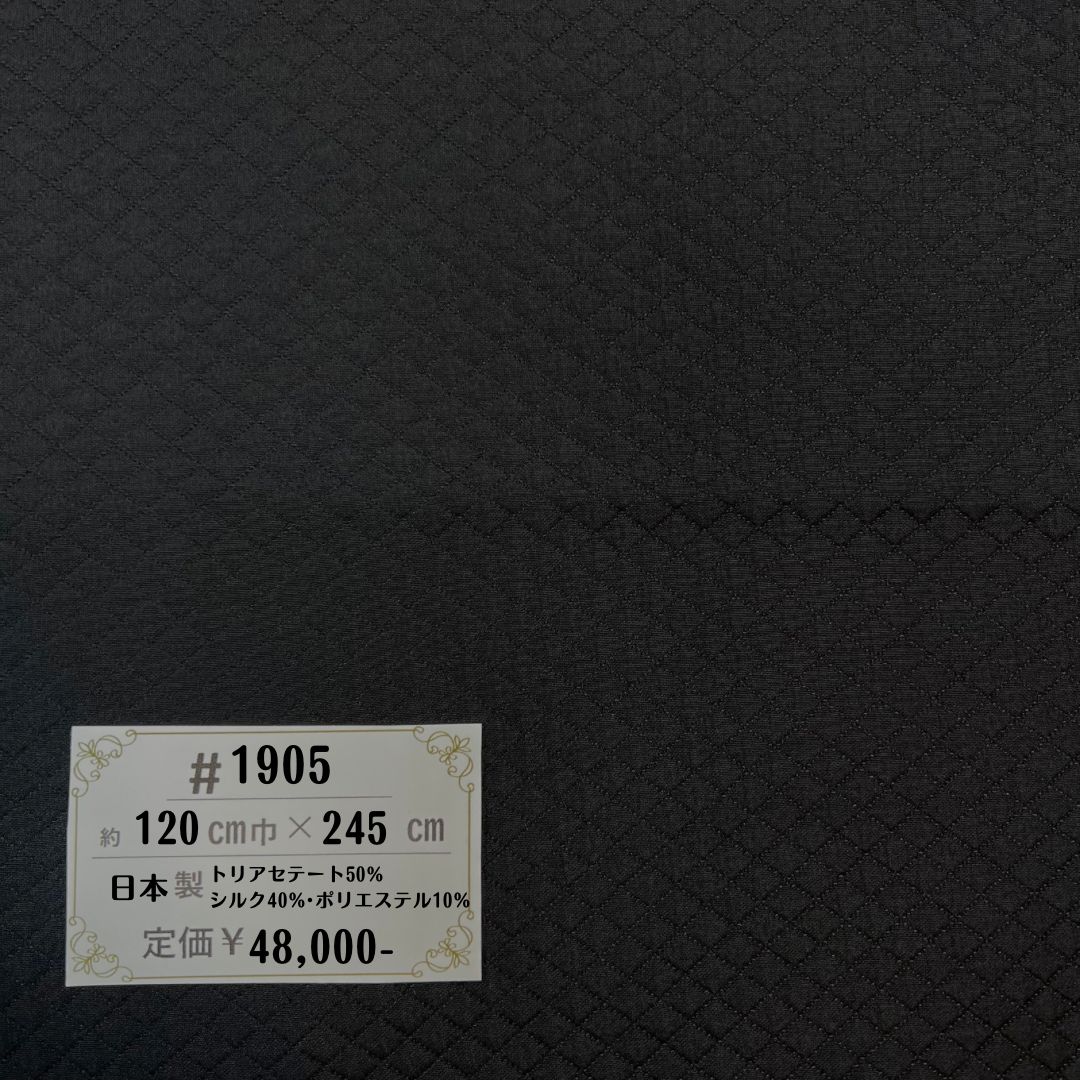 # 1905
約 120 cm巾 × 245 cm
日本製 トリアセテート50%
シルク40%・ポリエステル10%
定価¥48,000-